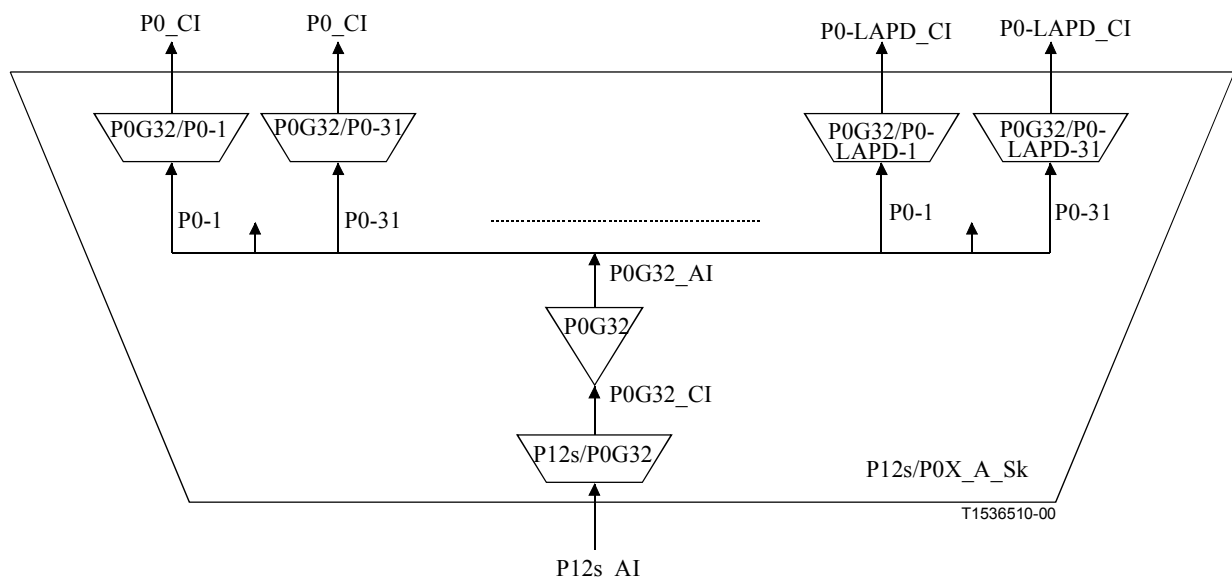 P0_CI P0_CI P0-LAPD_CI P0-LAPD_CI
P0G32/P0-1 P0G32/P0-31 P0G32/P0-
LAPD-1 P0G32/P0-
LAPD-31
P0-1 P0-31 P0-1 P0-31
P0G32_AI
P0G32
P0G32_CI
P12s/P0G32
P12s/P0X_A_Sk
T1536510-00
P12s_AI